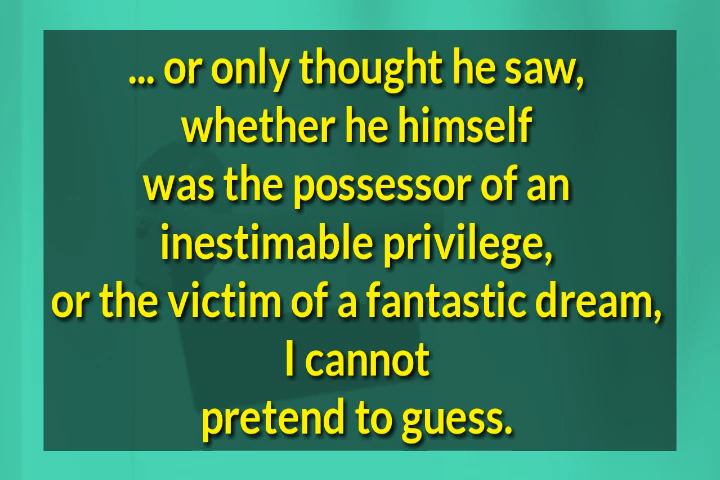 ... or only thought he saw,
whether he himself
was the possessor of an
inestimable privilege,
or the victim of a fantastic dream,
I cannot
pretend to guess.